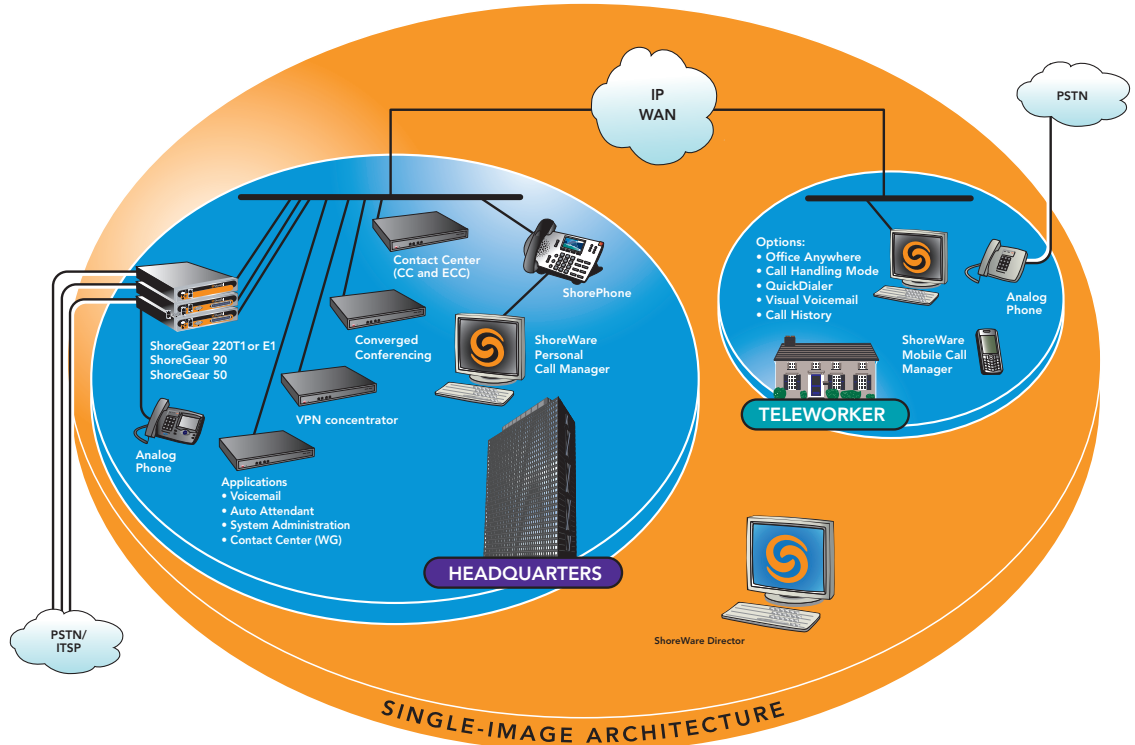 IP
WAN
PSTN
Contact Center
(CC and ECC)
ShorePhone
Options:
• Office Anywhere
• Call Handling Mode
• QuickDialer
• Visual Voicemail
• Call History
Analog
Phone
ShoreGear 220T1 or E1
ShoreGear 90
ShoreGear 50
Converged
Conferencing
ShoreWare
Personal
Call Manager
ShoreWare
Mobile Call
Manager
VPN concentrator
TELEWORKER
Analog
Phone
Applications
• Voicemail
• Auto Attendant
• System Administration
• Contact Center (WG)
HEADQUARTERS
PSTN/
ITSP
ShoreWare Director
SINGLE-IMAGE ARCHITECTURE